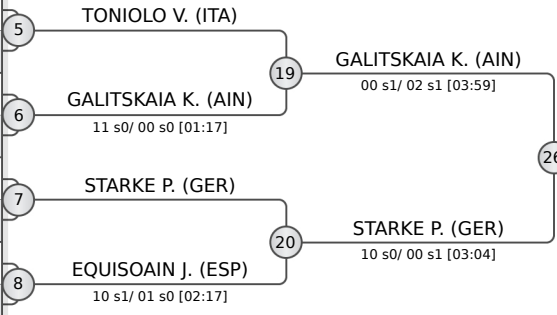 TONIOLO V. (ITA)
5
19
GALITSKAIA K. (AIN)
00 s1/ 02 s1 [03:59]
GALITSKAIA K. (AIN)
6
11 s0/ 00 s0 [01:17]
26
STARKE P. (GER)
7
20
STARKE P. (GER)
10 s0/ 00 s1 [03:04]
EQUISOAIN J. (ESP)
8
10 s1/ 01 s0 [02:17]